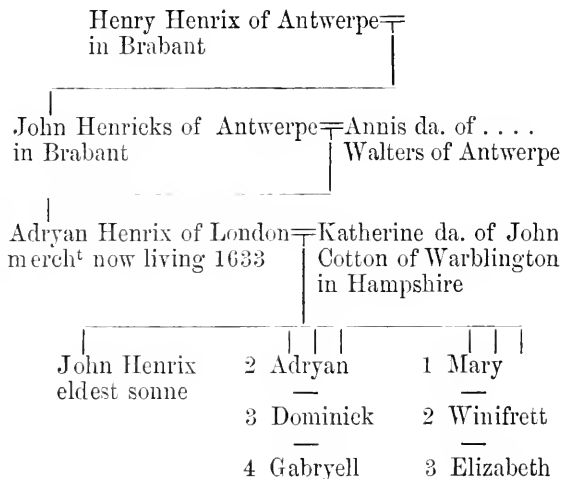 Henry Henrix of Antwerpe
in Brabant
John Henricks of Antwerpe
in Brabant
Annis da. of . . . .
Walters of Antwerpe
Adryan Henrix of London
mercht now living 1633
Katherine da. of John
Cotton of Warblington
in Hampshire
John Henrix
eldest sonne
2 Adryan
3 Dominick
4 Gabryell
1 Mary
2 Winifrett
3 Elizabeth